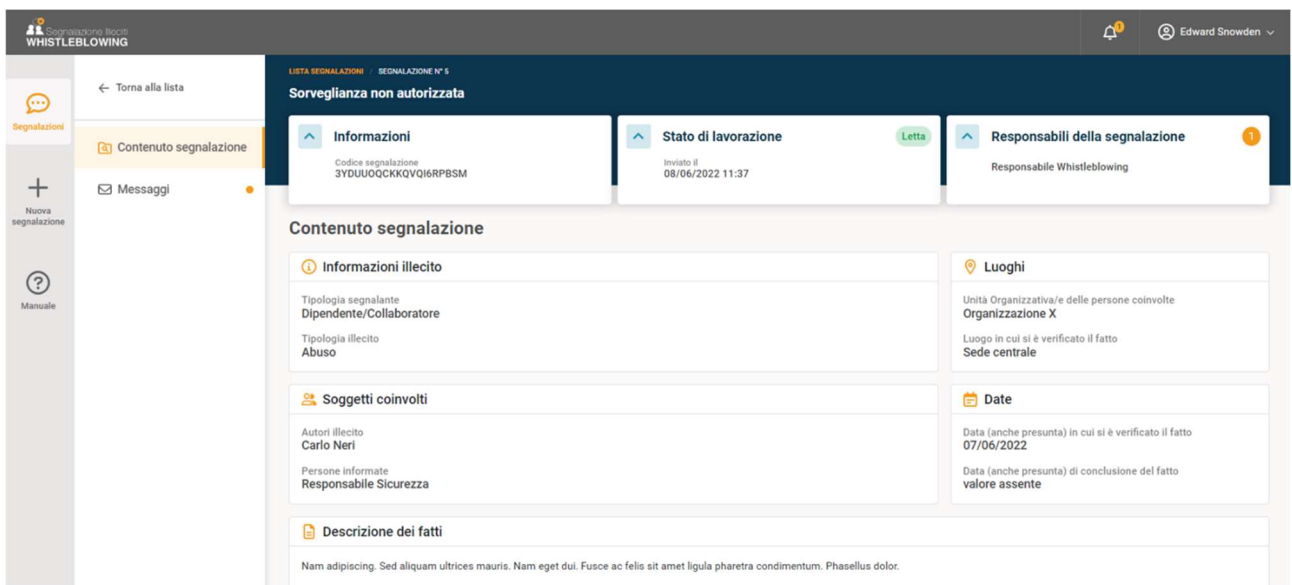 Segnalazione Illeciti
WHISTLEBLOWING
1
Edward Snowden
Segnalazioni
Nuova
segnalazione
Manuale
← Torna alla lista
Contenuto segnalazione
Messaggi
LISTA SEGNALAZIONI / SEGNALAZIONE N° 5
Sorveglianza non autorizzata
Informazioni
Codice segnalazione
3YDUUOQCKKQVQI6RPBSM
Stato di lavorazione
Letta
Inviato il
08/06/2022 11:37
Responsabili della segnalazione
1
Responsabile Whistleblowing
Contenuto segnalazione
Informazioni illecito
Tipologia segnalante
Dipendente/Collaboratore
Tipologia illecito
Abuso
Luoghi
Unità Organizzativa/e delle persone coinvolte
Organizzazione X
Luogo in cui si è verificato il fatto
Sede centrale
Soggetti coinvolti
Autori illecito
Carlo Neri
Persone informate
Responsabile Sicurezza
Date
Data (anche presunta) in cui si è verificato il fatto
07/06/2022
Data (anche presunta) di conclusione del fatto
valore assente
Descrizione dei fatti
Nam adipiscing. Sed aliquam ultrices mauris. Nam eget dui. Fusce ac felis sit amet ligula pharetra condimentum. Phasellus dolor.